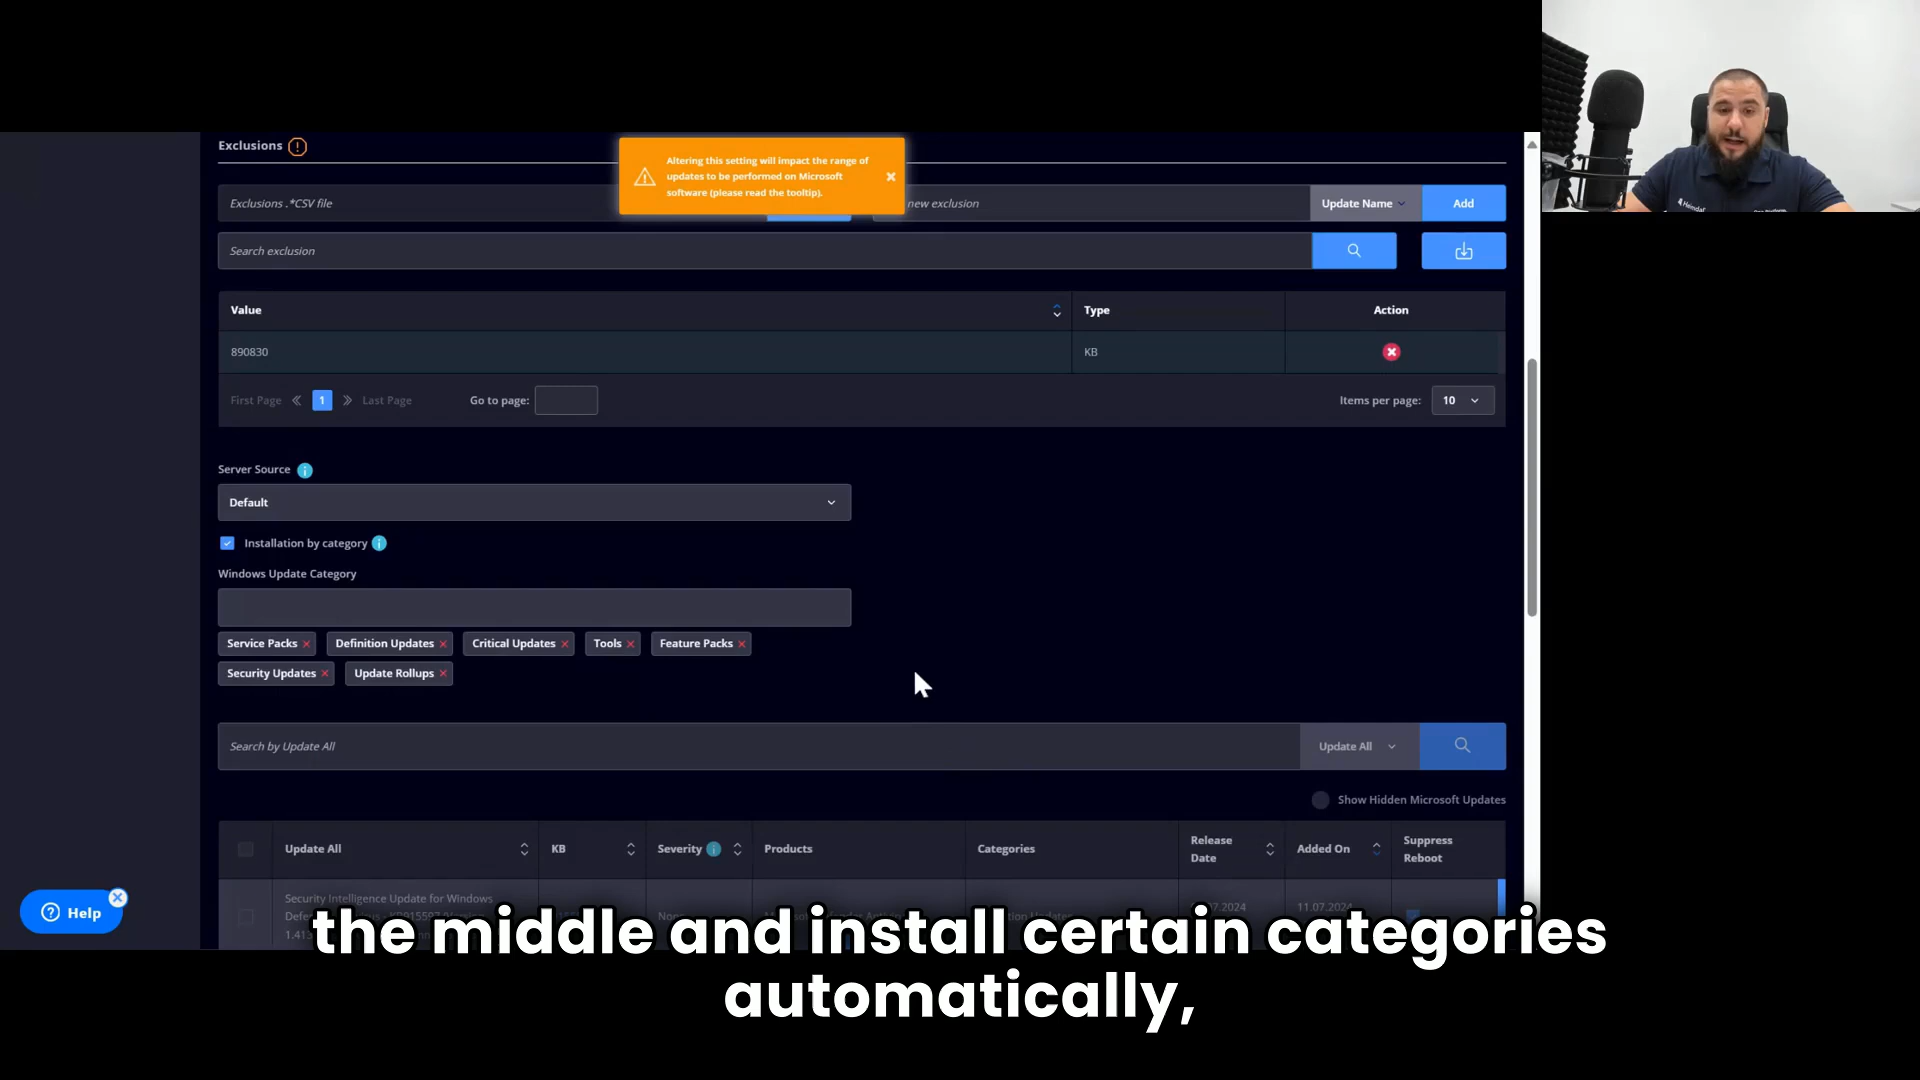 Exclusions
Altering this setting will impact the range of
updates to be performed on Microsoft
software (please read the tooltip).
Exclusions .*CSV file
new exclusion
Update Name
Add
Search exclusion
Value
Type
Action
890830
KB
First Page
1
Last Page
Go to page:
Items per page:
10
Server Source
Default
Installation by category
Windows Update Category
Service Packs
Definition Updates
Critical Updates
Tools
Feature Packs
Security Updates
Update Rollups
Search by Update All
Update All
Show Hidden Microsoft Updates
Update All
KB
Severity
Products
Categories
Release
Date
Added On
Suppress
Reboot
Security Intelligence Update for Windows
Help
the middle and install certain categories
automatically,